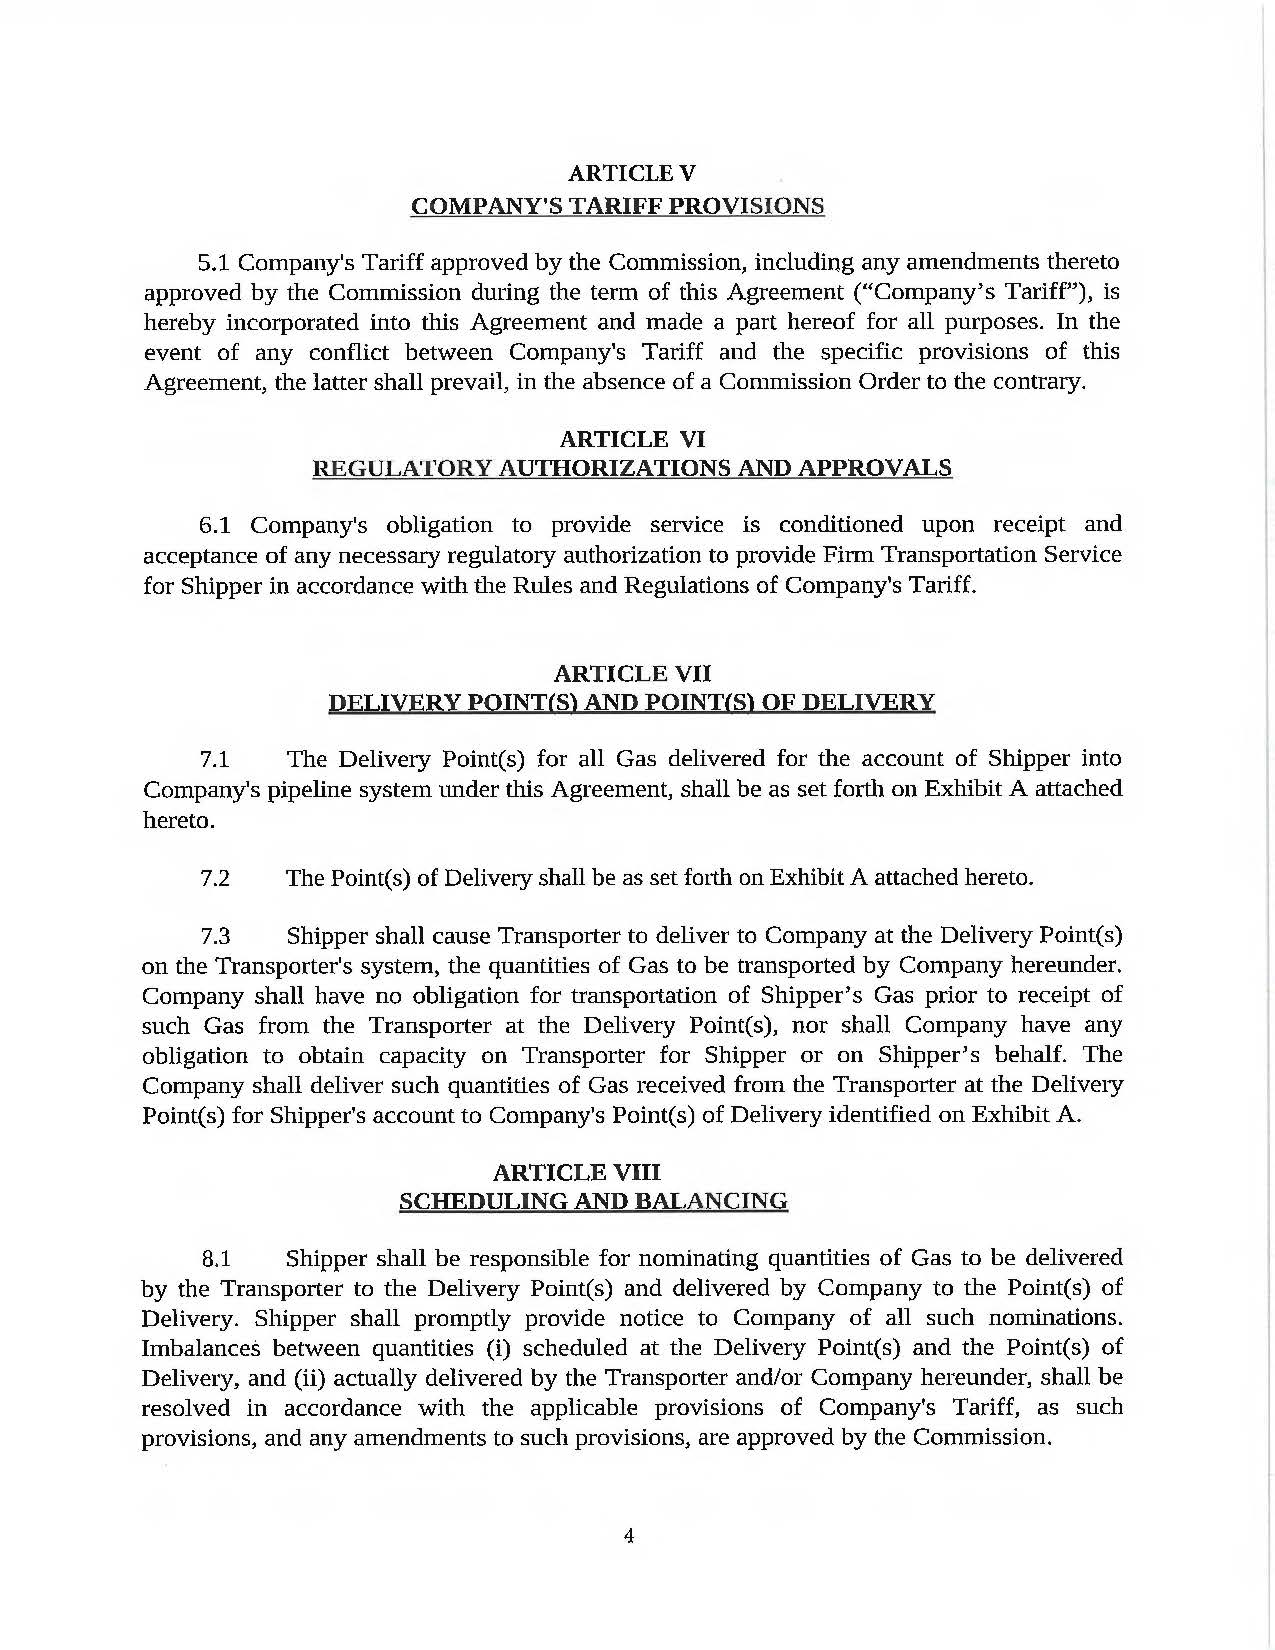 ARTICLE V
COMPANY'S TARIFF PROVISIONS
5.1 Company's Tariff approved by the Commission, including any amendments thereto
approved by the Commission during the term of this Agreement (“Company’s Tariff”), is
hereby incorporated into this Agreement and made a part hereof for all purposes. In the
event of any conflict between Company's Tariff and the specific provisions of this
Agreement, the latter shall prevail, in the absence of a Commission Order to the contrary.
ARTICLE VI
REGULATORY AUTHORIZATIONS AND APPROVALS
6.1 Company's obligation to provide service is conditioned upon receipt and
acceptance of any necessary regulatory authorization to provide Firm Transportation Service
for Shipper in accordance with the Rules and Regulations of Company's Tariff.
ARTICLE VII
DELIVERY POINT(S) AND POINT(S) OF DELIVERY
7.1 The Delivery Point(s) for all Gas delivered for the account of Shipper into
Company's pipeline system under this Agreement, shall be as set forth on Exhibit A attached
hereto.
7.2 The Point(s) of Delivery shall be as set forth on Exhibit A attached hereto.
7.3 Shipper shall cause Transporter to deliver to Company at the Delivery Point(s)
on the Transporter's system, the quantities of Gas to be transported by Company hereunder.
Company shall have no obligation for transportation of Shipper’s Gas prior to receipt of
such Gas from the Transporter at the Delivery Point(s), nor shall Company have any
obligation to obtain capacity on Transporter for Shipper or on Shipper’s behalf. The
Company shall deliver such quantities of Gas received from the Transporter at the Delivery
Point(s) for Shipper's account to Company's Point(s) of Delivery identified on Exhibit A.
ARTICLE VIII
SCHEDULING AND BALANCING
8.1 Shipper shall be responsible for nominating quantities of Gas to be delivered
by the Transporter to the Delivery Point(s) and delivered by Company to the Point(s) of
Delivery. Shipper shall promptly provide notice to Company of all such nominations.
Imbalances between quantities (i) scheduled at the Delivery Point(s) and the Point(s) of
Delivery, and (ii) actually delivered by the Transporter and/or Company hereunder, shall be
resolved in accordance with the applicable provisions of Company's Tariff, as such
provisions, and any amendments to such provisions, are approved by the Commission.
4